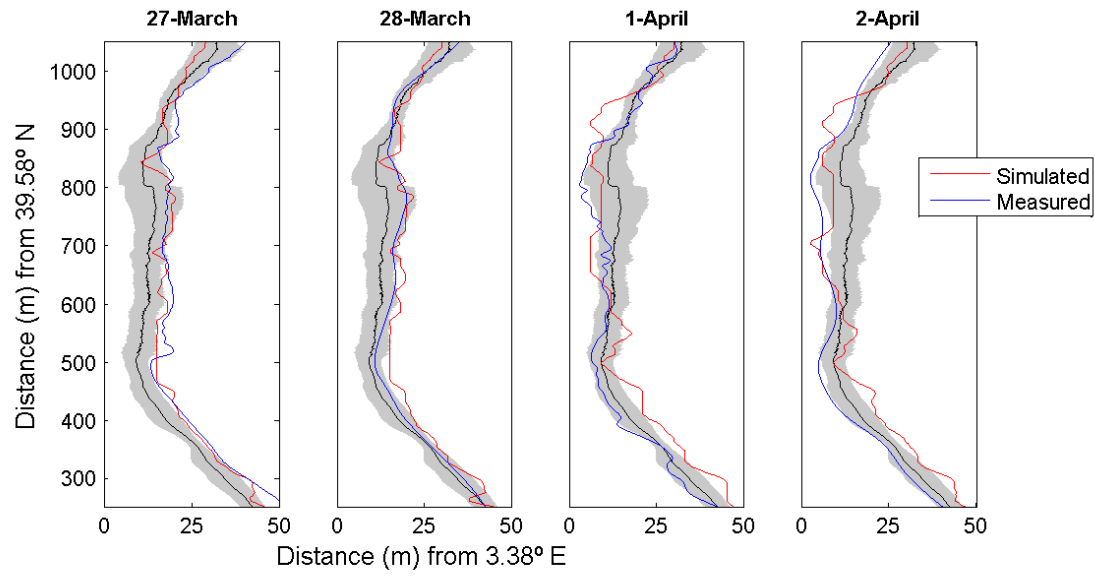 27-March
28-March
1-April
2-April
1000
900
800
700
600
500
400
300
Distance (m) from 39.58º N
0 25 50
0 25 50
0 25 50
0 25 50
Distance (m) from 3.38º E
Simulated
Measured